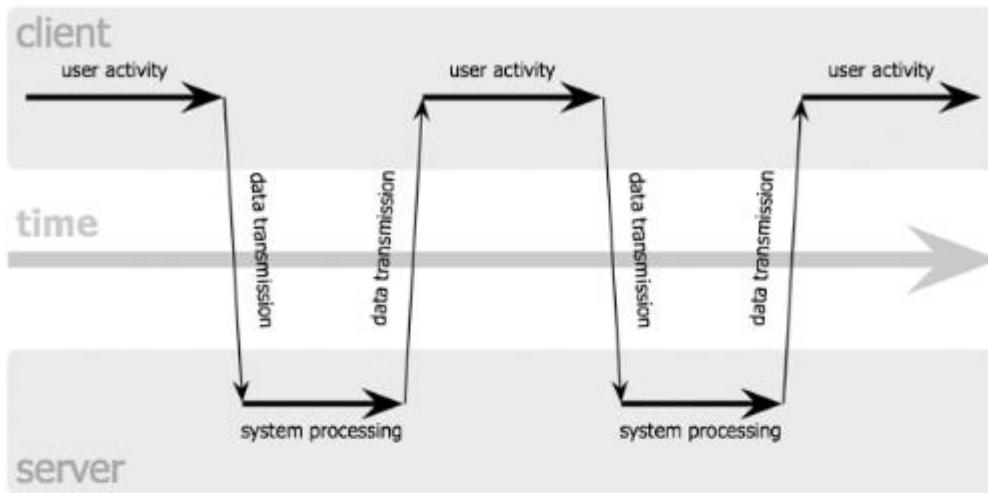 client
user activity
user activity
user activity
data transmission
data transmission
data transmission
data transmission
time
system processing
system processing
server